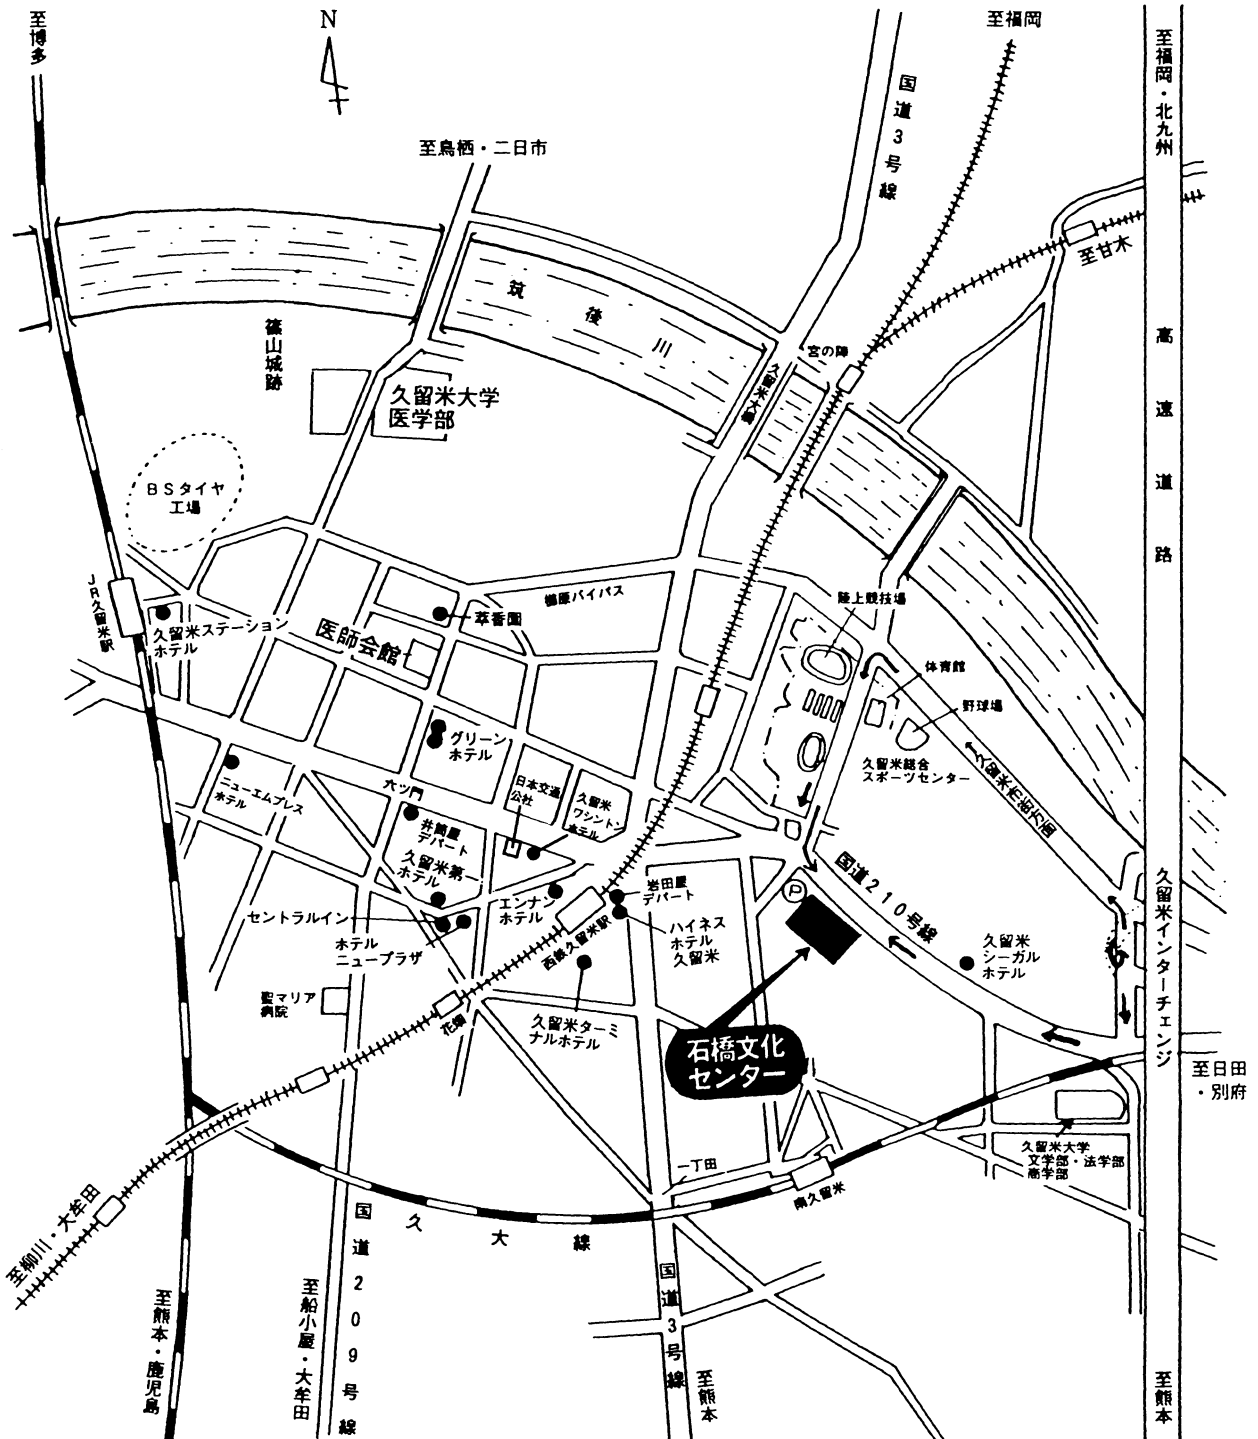 至博多
N
至福岡
至福岡・北九州
国道3号線
至鳥栖・二日市
至甘木
筑後川
篠山城跡
宮の陣
高速道路
久留米大学
医学部
BSタイヤ
工場
JR久留米駅
櫛原バイパス
陸上競技場
萃香園
久留米ステーション
ホテル
医師会館
体育館
野球場
グリーン
ホテル
久留米総合
スポーツセンター
久留米市街方面
日本交通
公社
久留米
ワシントン
ホテル
六ツ門
ニューエムプレス
ホテル
井筒屋
デパート
久留米第一
ホテル
国道210号線
久留米インターチェンジ
P
岩田屋
デパート
エンナン
ホテル
セントラルイン
ホテル
ニュープラザ
西鉄久留米駅
ハイネス
ホテル
久留米
久留米
シーガル
ホテル
聖マリア
病院
花畑
久留米ターミ
ナルホテル
石橋文化
センター
至日田
・別府
久留米大学
文学部・法学部
商学部
一丁田
南久留米
至柳川・大牟田
国道209号線
久大線
国道3号線
至熊本・鹿児島
至船小屋・大牟田
至熊本
至熊本